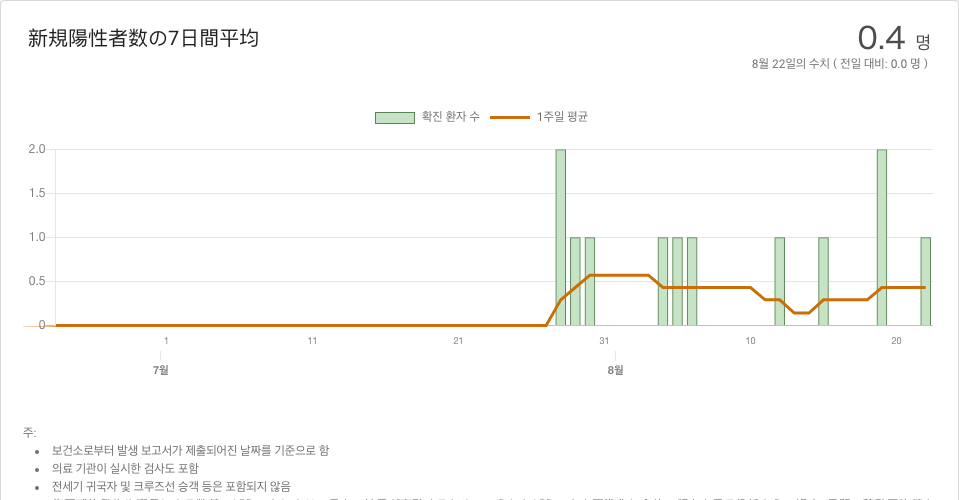 新規陽性者数の7日間平均
0.4 명
8월 22일의 수치 ( 전일 대비: 0.0 명 )
확진 환자 수 1주일 평균
2.0
1.5
1.0
0.5
0
1 11 21 31 10 20
7월 8월
주:
• 보건소로부터 발생 보고서가 제출되어진 날짜를 기준으로 함
• 의료 기관이 실시한 검사도 포함
• 전세기 귀국자 및 크루즈선 승객 등은 포함되지 않음